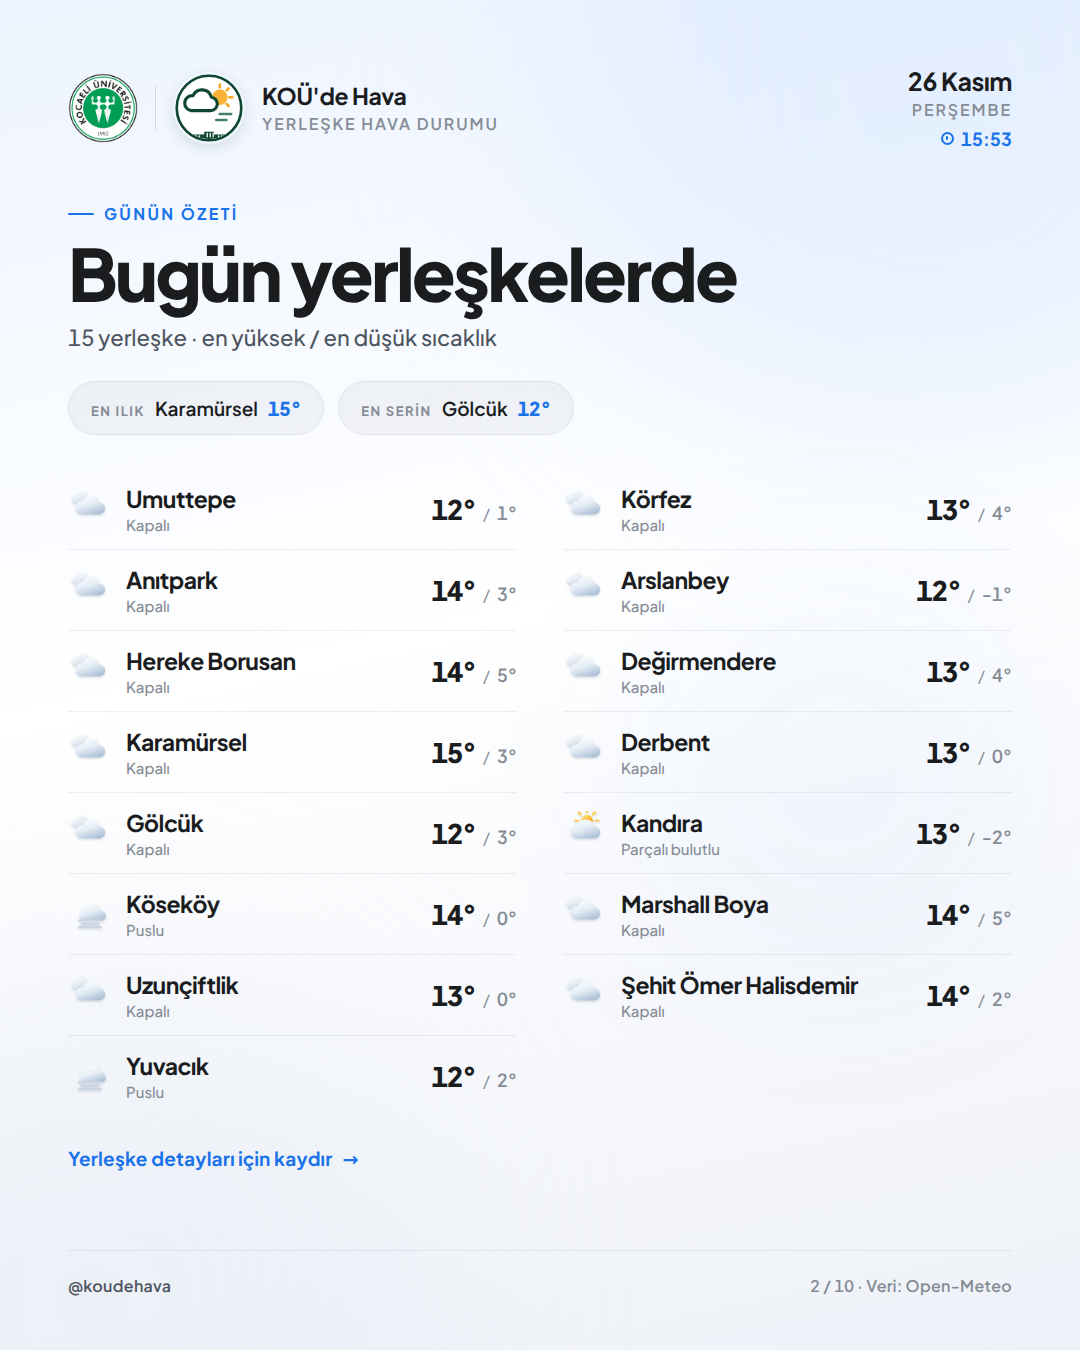 KOCAELİ ÜNİVERSİTESİ
1992
KOÜ'de Hava
YERLEŞKE HAVA DURUMU
26 Kasım
PERŞEMBE
15:53
GÜNÜN ÖZETİ
Bugün yerleşkelerde
15 yerleşke · en yüksek / en düşük sıcaklık
EN ILIK Karamürsel 15°
EN SERİN Gölcük 12°
Umuttepe
Kapalı
12° / 1°
Anıtpark
Kapalı
14° / 3°
Hereke Borusan
Kapalı
14° / 5°
Karamürsel
Kapalı
15° / 3°
Gölcük
Kapalı
12° / 3°
Köseköy
Puslu
14° / 0°
Uzunçiftlik
Kapalı
13° / 0°
Yuvacık
Puslu
12° / 2°
Körfez
Kapalı
13° / 4°
Arslanbey
Kapalı
12° / -1°
Değirmendere
Kapalı
13° / 4°
Derbent
Kapalı
13° / 0°
Kandıra
Parçalı bulutlu
13° / -2°
Marshall Boya
Kapalı
14° / 5°
Şehit Ömer Halisdemir
Kapalı
14° / 2°
Yerleşke detayları için kaydır →
@koudehava
2 / 10 · Veri: Open-Meteo